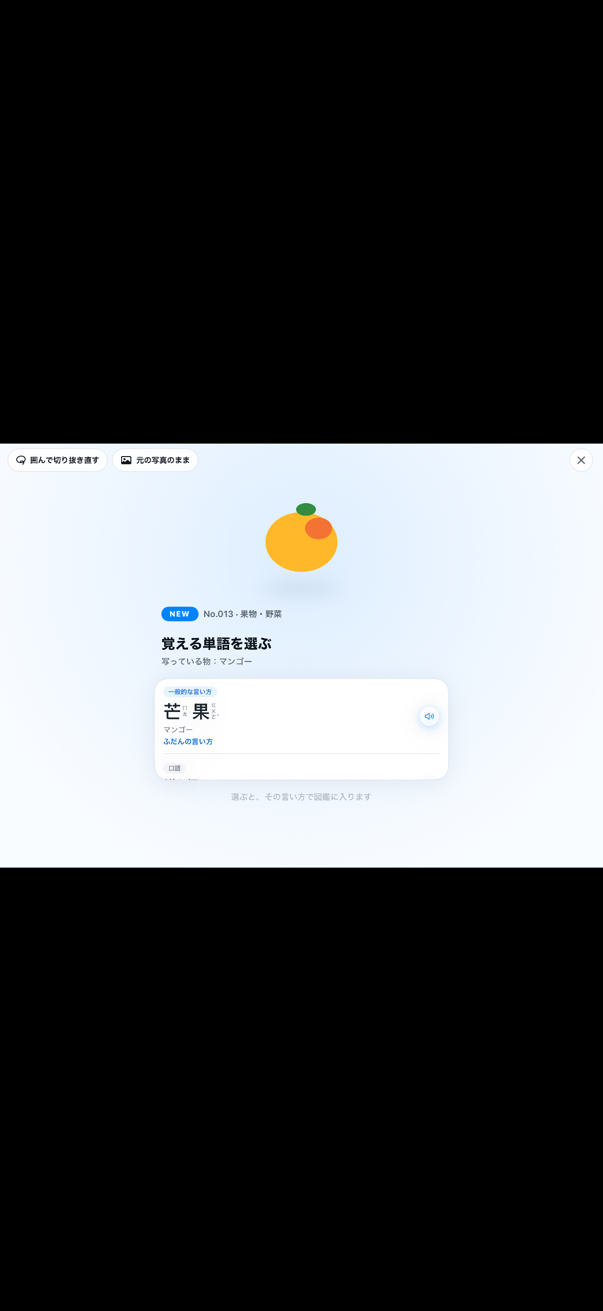 囲んで切り抜き直す
元の写真のまま
NEW No.013・果物・野菜
覚える単語を選ぶ
写っている物：マンゴー
一般的な言い方
芒果
マンゴー
ふだんの言い方
口語
選ぶと、その言い方で図鑑に入ります